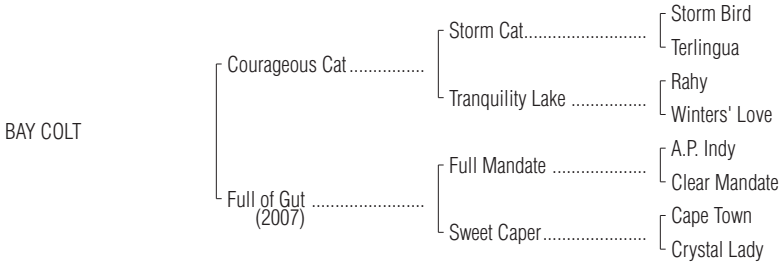 Storm Bird
Storm Cat
Terlingua
Courageous Cat
Rahy
Tranquility Lake
Winters' Love
BAY COLT
A.P. Indy
Full Mandate
Clear Mandate
Full of Gut
(2007)
Cape Town
Sweet Caper
Crystal Lady